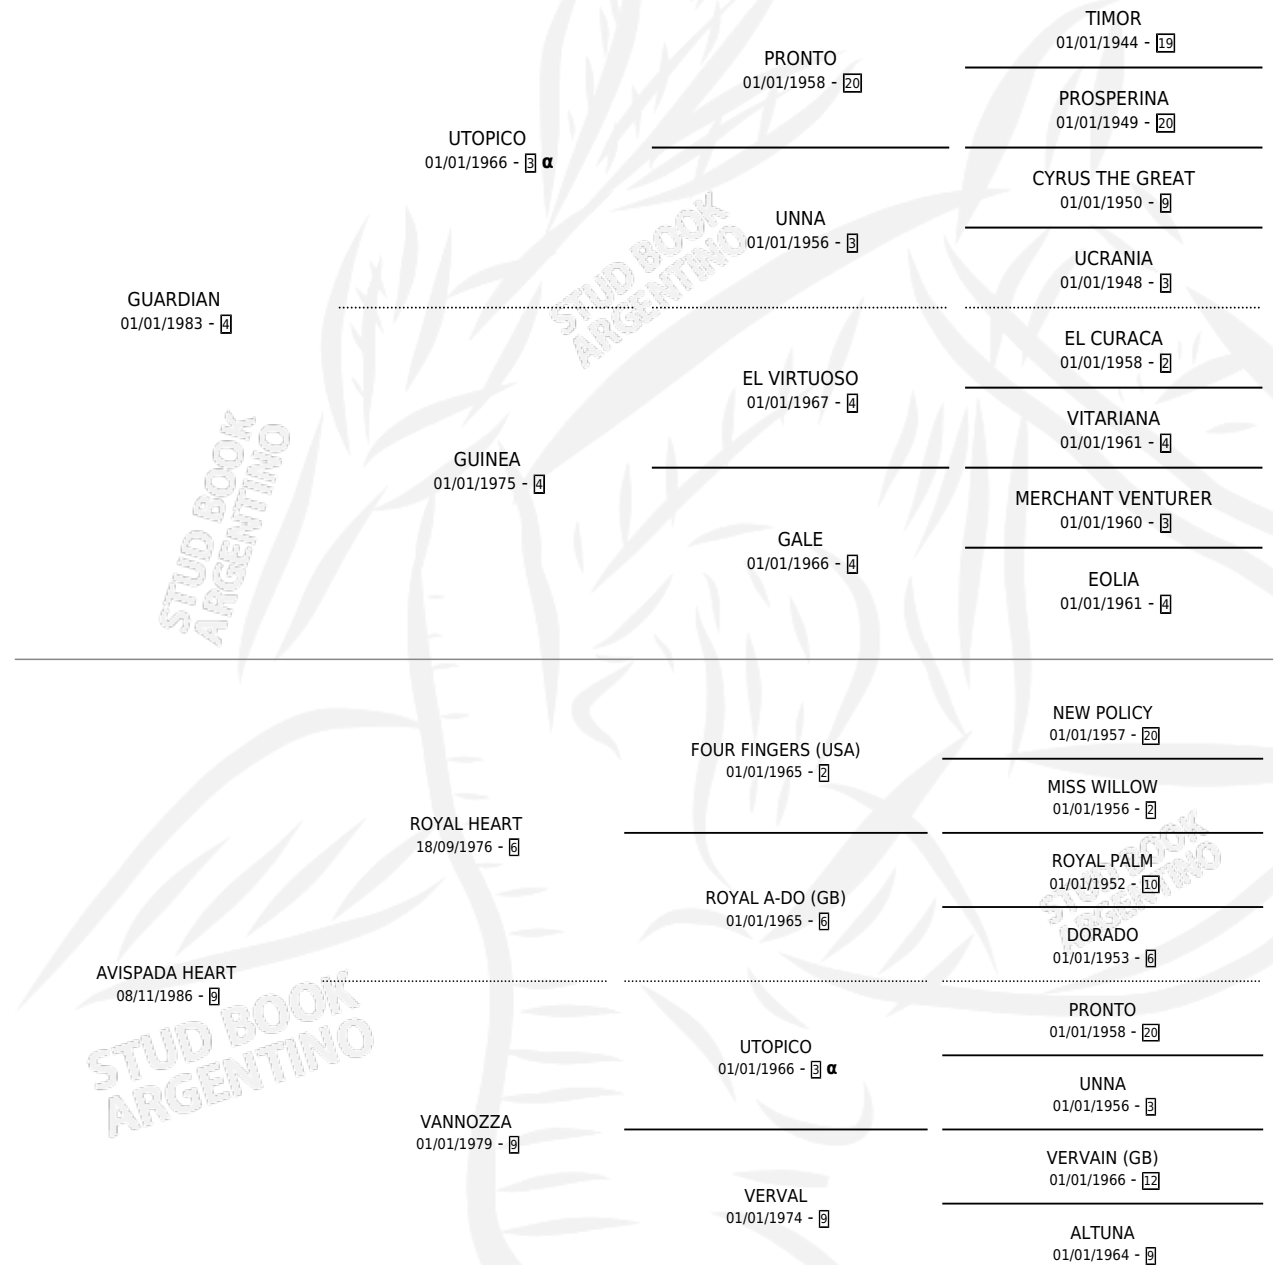 TIMOR
01/01/1944 - 19
PRONTO
01/01/1958 - 20
PROSPERINA
01/01/1949 - 20
UTOPICO
01/01/1966 - 3 α
CYRUS THE GREAT
01/01/1950 - 9
UNNA
01/01/1956 - 3
UCRANIA
01/01/1948 - 3
GUARDIAN
01/01/1983 - 4
EL CURACA
01/01/1958 - 2
EL VIRTUOSO
01/01/1967 - 4
VITARIANA
01/01/1961 - 4
GUINEA
01/01/1975 - 4
MERCHANT VENTURER
01/01/1960 - 3
GALE
01/01/1966 - 4
EOLIA
01/01/1961 - 4
STUD BOOK
ARGENTINO
STUD BOOK
ARGENTINO
NEW POLICY
01/01/1957 - 20
FOUR FINGERS (USA)
01/01/1965 - 2
MISS WILLOW
01/01/1956 - 2
ROYAL HEART
18/09/1976 - 6
ROYAL PALM
01/01/1952 - 10
ROYAL A-DO (GB)
01/01/1965 - 6
DORADO
01/01/1953 - 6
AVISPADA HEART
08/11/1986 - 9
PRONTO
01/01/1958 - 20
UTOPICO
01/01/1966 - 3 α
UNNA
01/01/1956 - 3
VANNOZZA
01/01/1979 - 9
VERVAIN (GB)
01/01/1966 - 12
VERVAL
01/01/1974 - 9
ALTUNA
01/01/1964 - 9
STUD BOOK
ARGENTINO
STUD BOOK
ARGENTINO